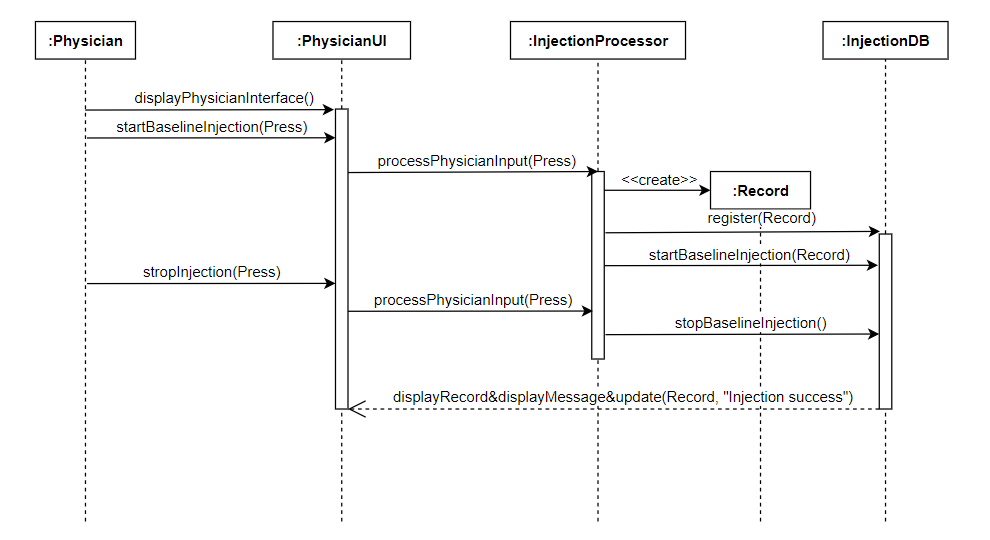 :Physician
:PhysicianUI
:InjectionProcessor
:InjectionDB
displayPhysicianInterface()
startBaselineInjection(Press)
processPhysicianInput(Press)
<<create>>
:Record
register(Record)
startBaselineInjection(Record)
stropInjection(Press)
processPhysicianInput(Press)
stopBaselineInjection()
displayRecord&displayMessage&update(Record, "Injection success")